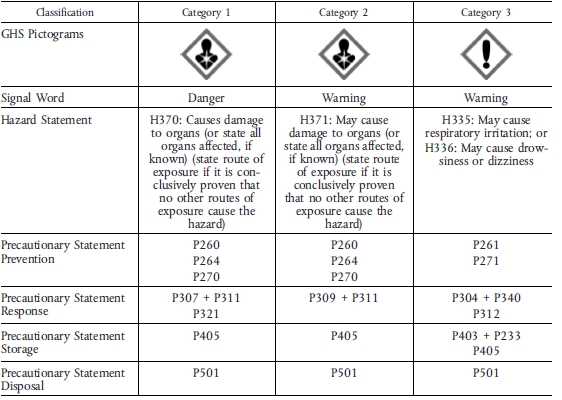 Classification Category 1 Category 2 Category 3
GHS Pictograms
Signal Word Danger Warning Warning
Hazard Statement
H370: Causes damage
to organs (or state all
organs affected, if
known) (state route of
exposure if it is con-
clusively proven that
no other routes of
exposure cause the
hazard)
H371: May cause
damage to organs (or
state all organs affected,
if known) (state route
of exposure if it is
conclusively proven that
no other routes of
exposure cause the
hazard)
H335: May cause
respiratory irritation; or
H336: May cause drow-
siness or dizziness
Precautionary Statement
Prevention
P260
P264
P270
P260
P264
P270
P261
P271
Precautionary Statement
Response
P307 + P311
P321
P309 + P311
P304 + P340
P312
Precautionary Statement
Storage
P405
P405
P403 + P233
P405
Precautionary Statement
Disposal
P501
P501
P501